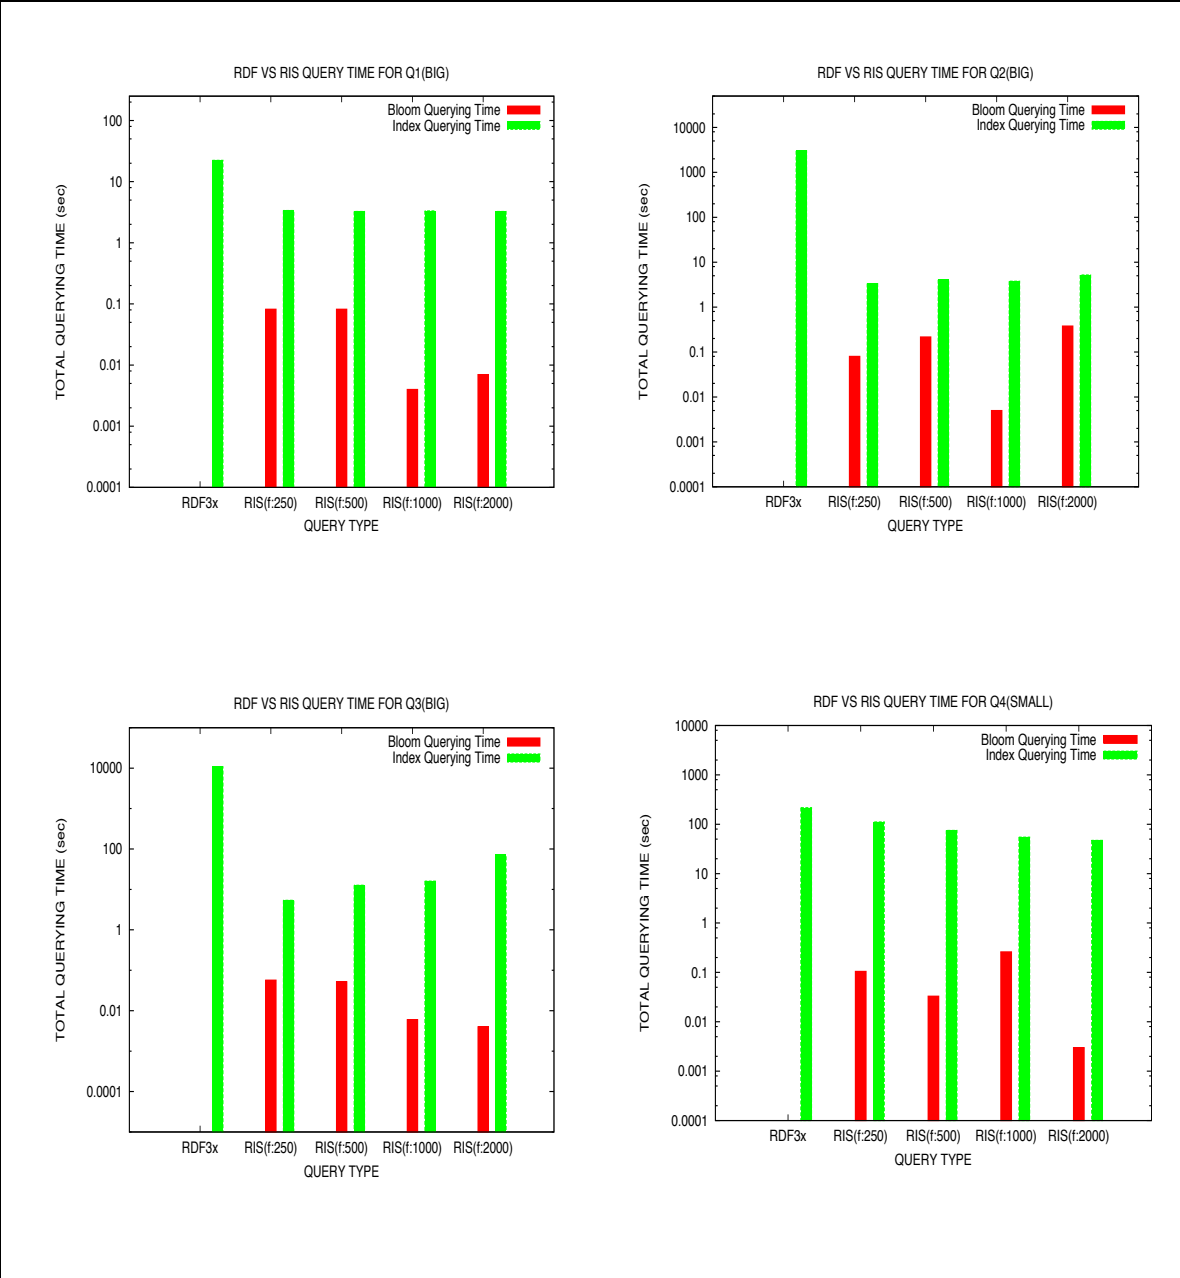 RDF VS RIS QUERY TIME FOR Q1(BIG)
Bloom Querying Time
Index Querying Time
TOTAL QUERYING TIME (sec)
100
10
1
0.1
0.01
0.001
0.0001
RDF3x RIS(f:250) RIS(f:500) RIS(f:1000) RIS(f:2000)
QUERY TYPE
RDF VS RIS QUERY TIME FOR Q2(BIG)
Bloom Querying Time
Index Querying Time
TOTAL QUERYING TIME (sec)
10000
1000
100
10
1
0.1
0.01
0.001
0.0001
RDF3x RIS(f:250) RIS(f:500) RIS(f:1000) RIS(f:2000)
QUERY TYPE
RDF VS RIS QUERY TIME FOR Q3(BIG)
Bloom Querying Time
Index Querying Time
TOTAL QUERYING TIME (sec)
10000
100
1
0.01
0.0001
RDF3x RIS(f:250) RIS(f:500) RIS(f:1000) RIS(f:2000)
QUERY TYPE
RDF VS RIS QUERY TIME FOR Q4(SMALL)
Bloom Querying Time
Index Querying Time
TOTAL QUERYING TIME (sec)
10000
1000
100
10
1
0.1
0.01
0.001
0.0001
RDF3x RIS(f:250) RIS(f:500) RIS(f:1000) RIS(f:2000)
QUERY TYPE